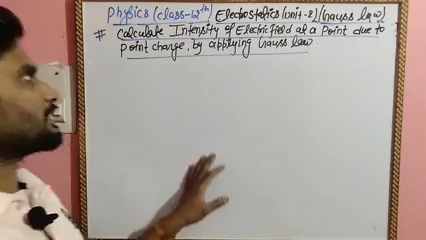 Physics (Class-12th) Electrostatics (Unit-2) (Gauss law)
# Calculate Intensity of Electric field at a Point due to
Point charge, by applying Gauss law